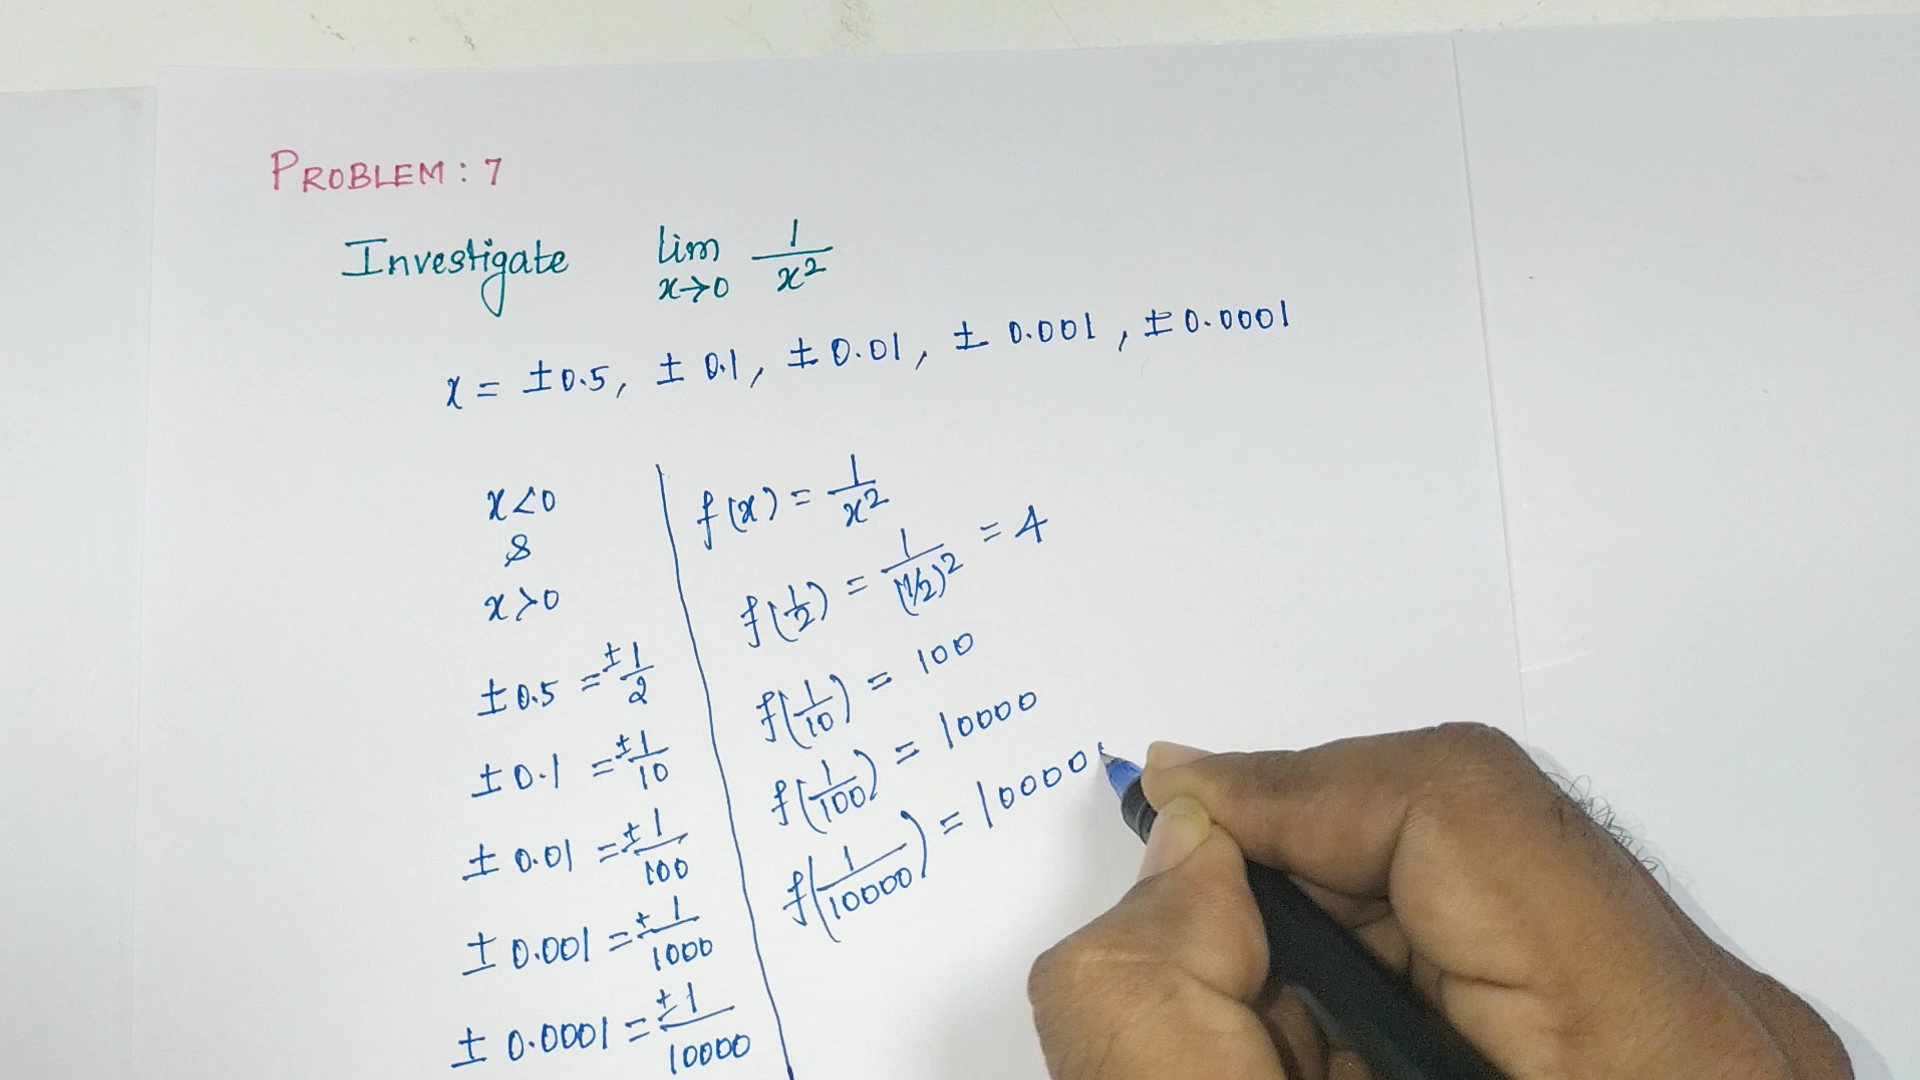 PROBLEM: 7
Investigate lim x→0 1/x²
x = ±0.5, ± 0.1, ± 0.01, ± 0.001, ± 0.0001
x<0
&
x>0
±0.5 = ±1/2
±0.1 = ±1/10
± 0.01 = ±1/100
± 0.001 = ±1/1000
± 0.0001 = ±1/10000
f(x) = 1/x²
f(1/2) = 1/(1/2)² = 4
f(1/10) = 100
f(1/100) = 10000
f(1/10000) = 10000